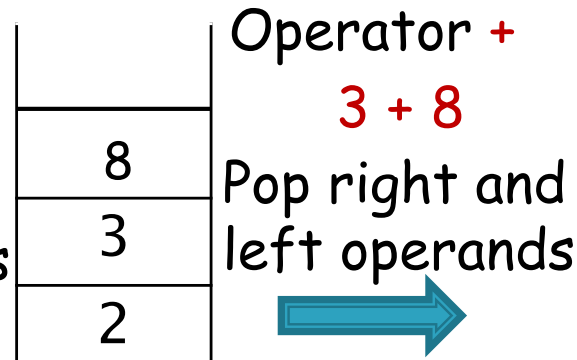 Operator +
3 + 8
8
Pop right and
3
left operands
s
2